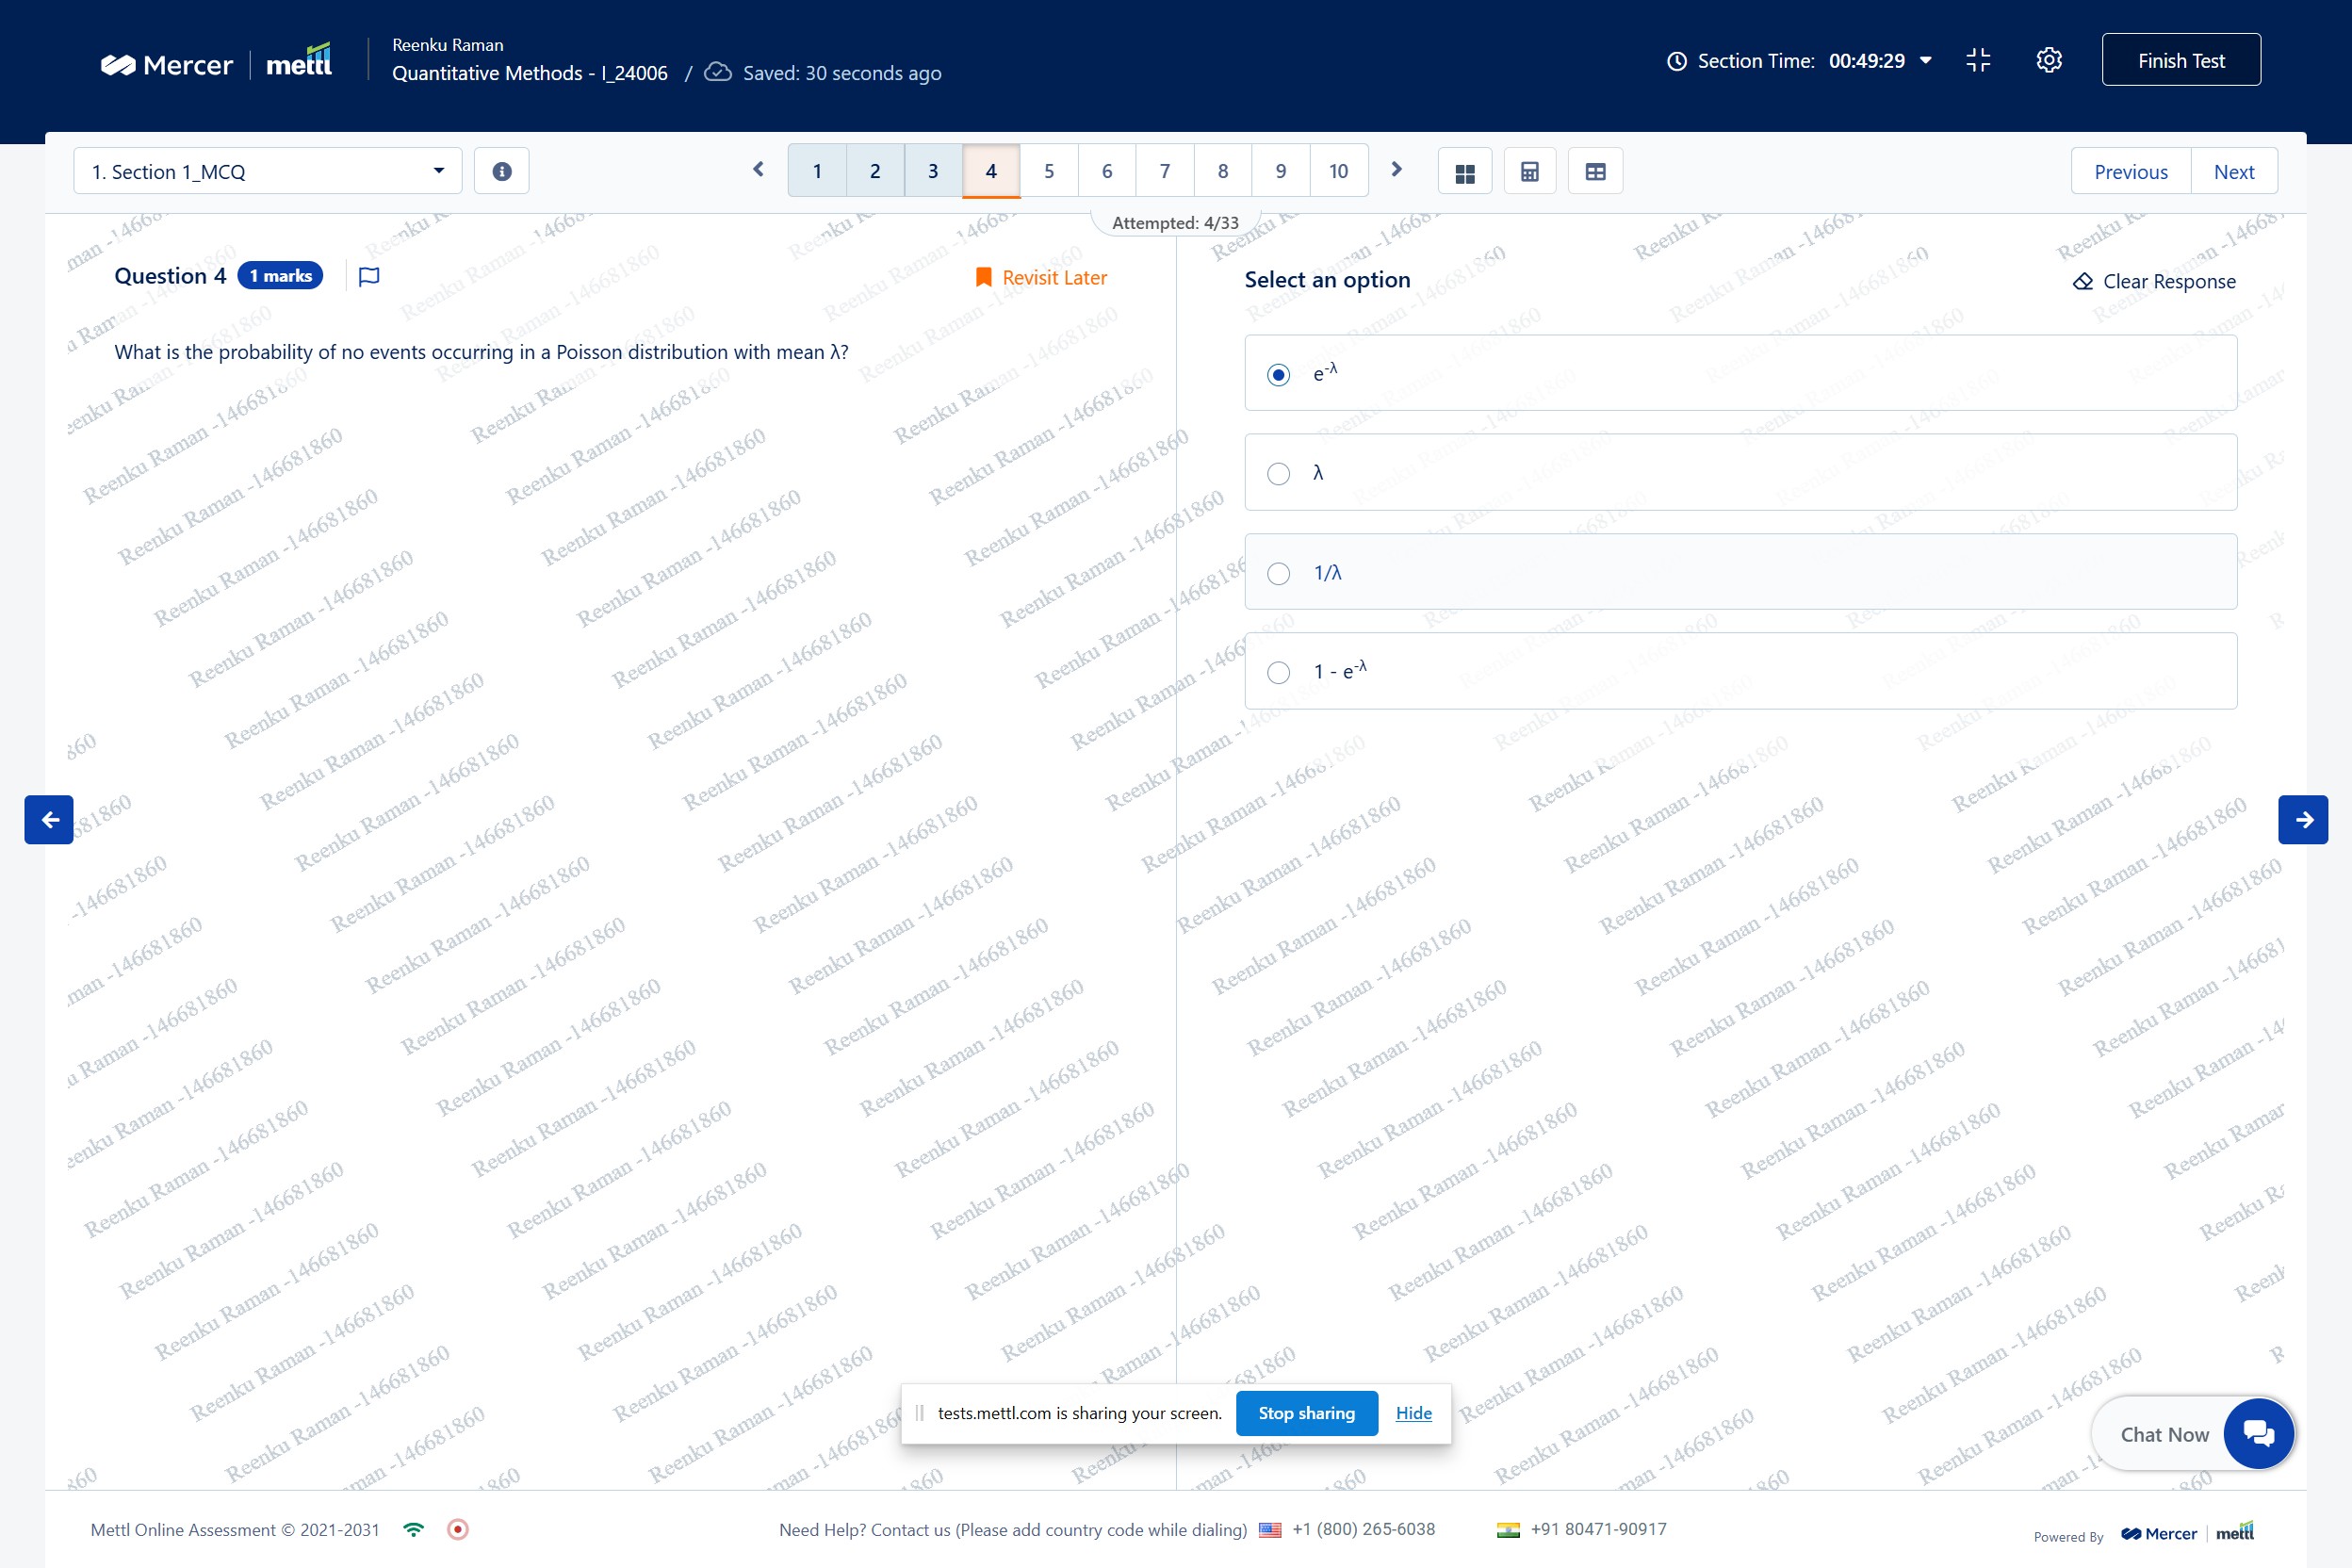 Mercer | mettl
Reenku Raman
Quantitative Methods - I_24006 / Saved: 30 seconds ago
Section Time: 00:49:29
Finish Test
1. Section 1_MCQ
1 2 3 4 5 6 7 8 9 10
Previous Next
Attempted: 4/33
Question 4 1 marks
Revisit Later
What is the probability of no events occurring in a Poisson distribution with mean λ?
Select an option
Clear Response
e-λ
λ
1/λ
1 - e-λ
Reenku Raman -146681860
tests.mettl.com is sharing your screen. Stop sharing Hide
Chat Now
Mettl Online Assessment © 2021-2031
Need Help? Contact us (Please add country code while dialing) +1 (800) 265-6038 +91 80471-90917
Powered By Mercer | mettl